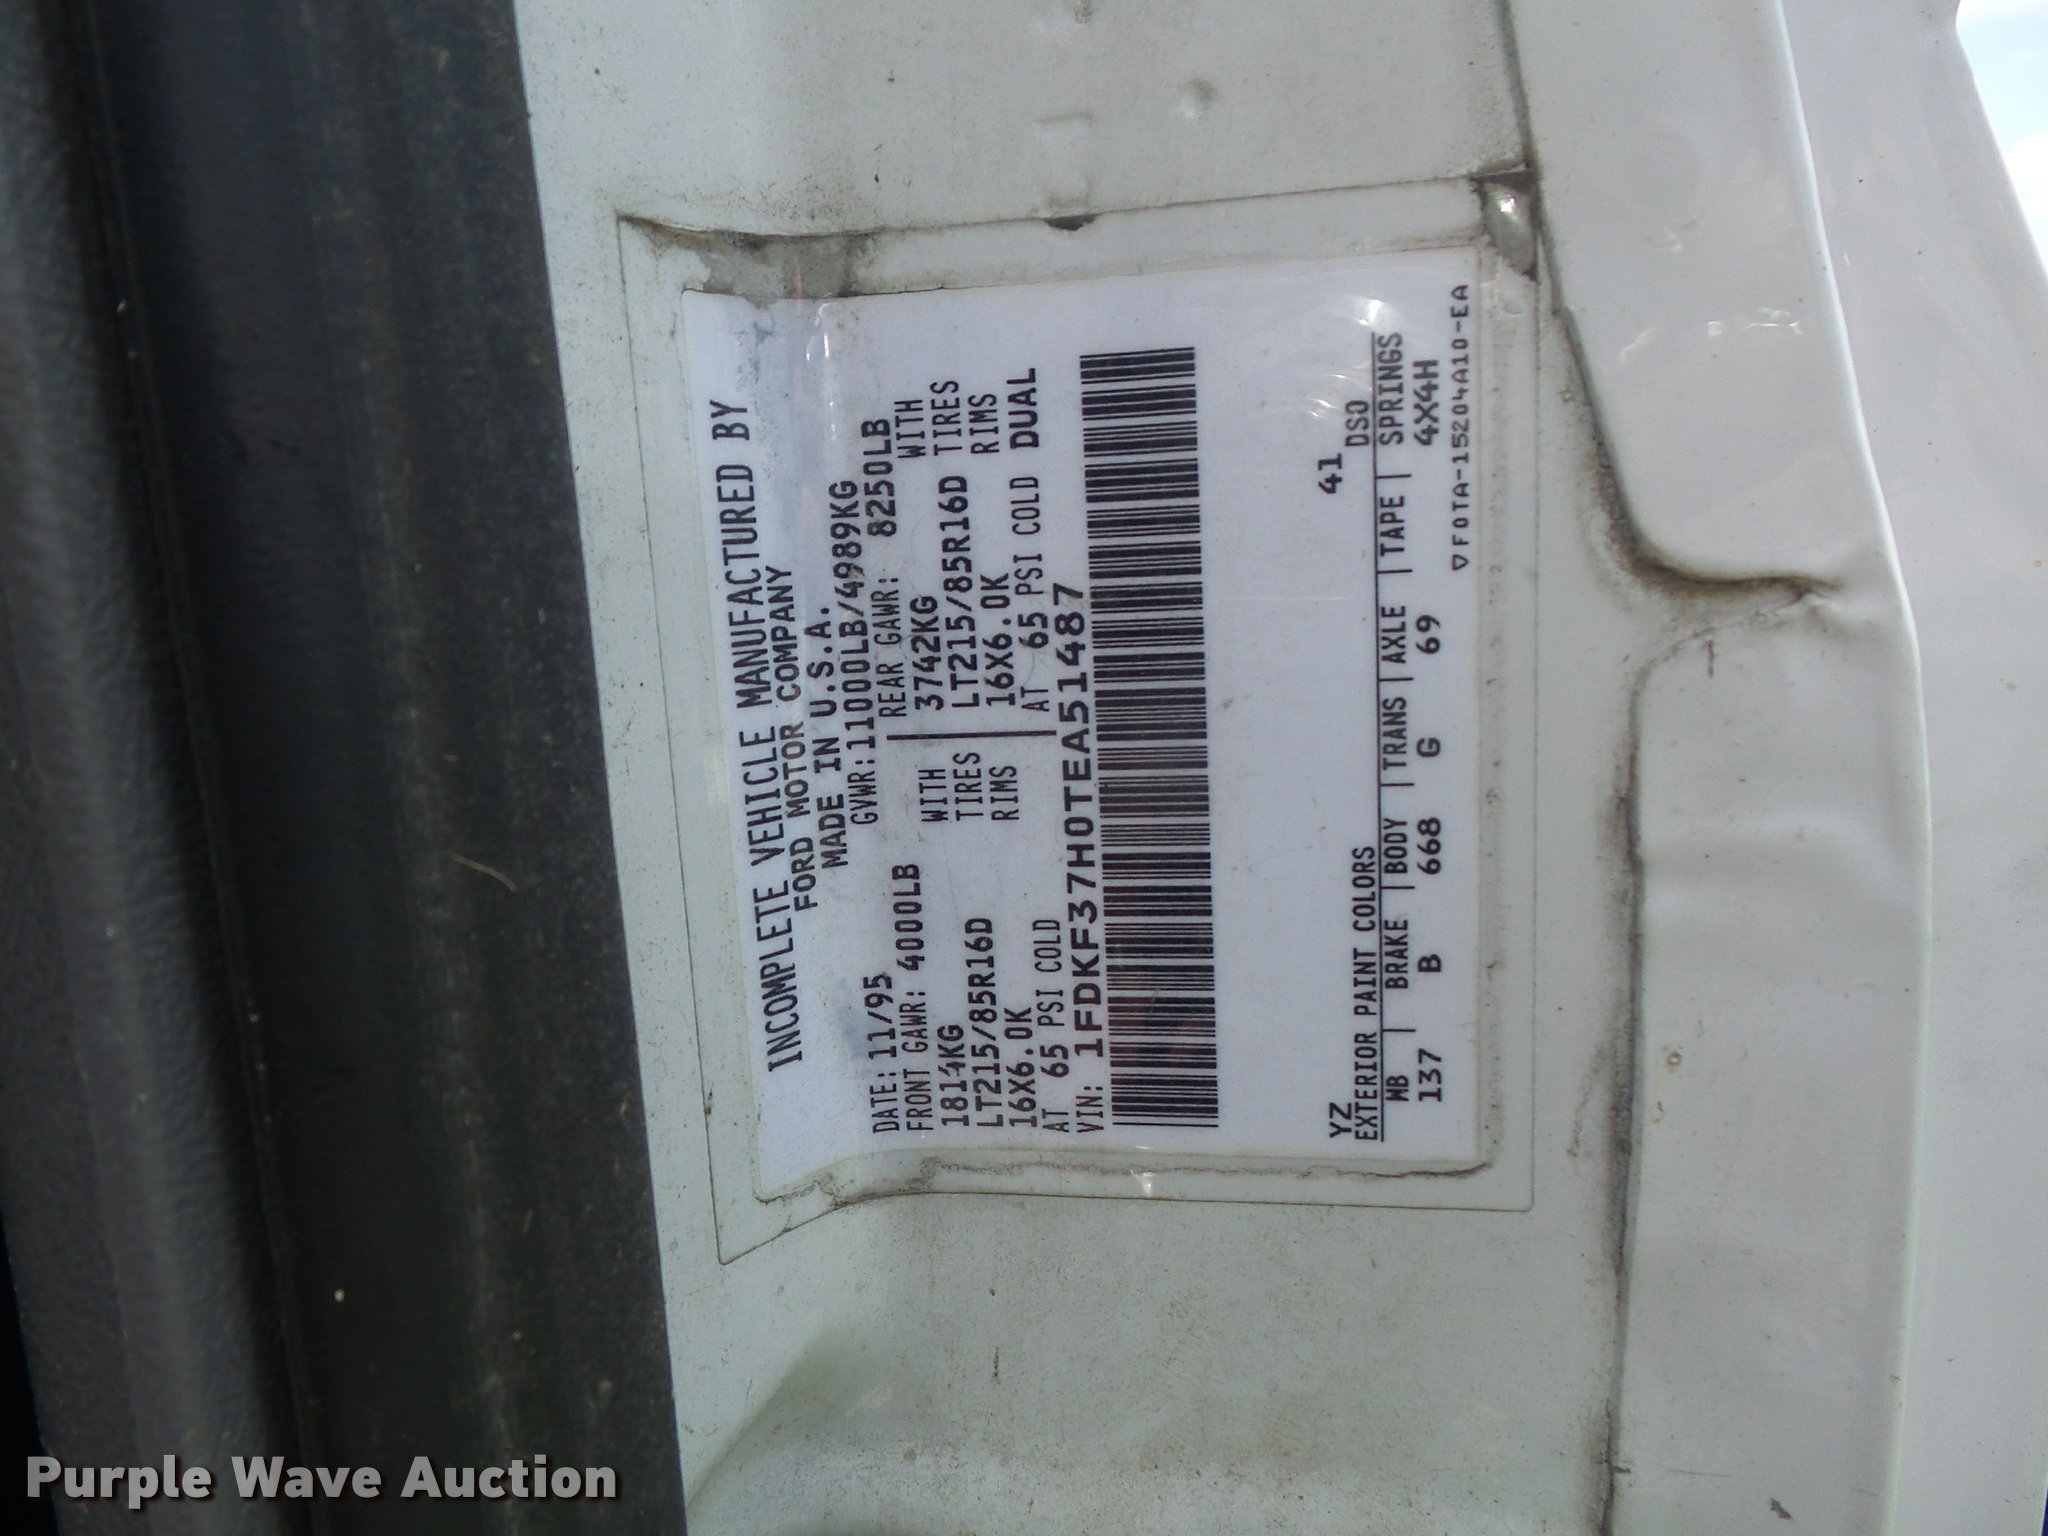 INCOMPLETE VEHICLE MANUFACTURED BY
FORD MOTOR COMPANY
MADE IN U.S.A.
DATE: 11/95 GVWR: 11000LB/4989KG
FRONT GAWR: 4000LB REAR GAWR: 8250LB
1814KG WITH 3742KG WITH
LT215/85R16D TIRES LT215/85R16D TIRES
16X6.0K RIMS 16X6.0K RIMS
AT 65 PSI COLD AT 65 PSI COLD DUAL
VIN: 1FDKF37H0TEA51487
YZ 41
EXTERIOR PAINT COLORS DSO
MB | BRAKE | BODY | TRANS | AXLE | TAPE | SPRINGS
137 B 668 G 69 4X4H
▽F0TA-15204A10-EA
Purple Wave Auction